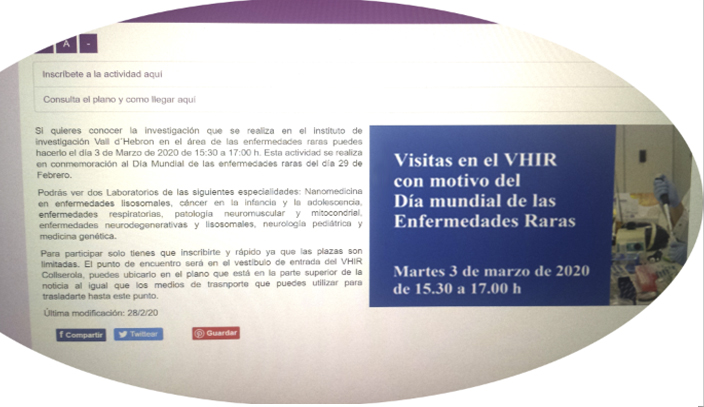 A -
Inscribete a la actividad aquí
Consulta el plano y como llegar aquí
Si quieres conocer la investigación que se realiza en el instituto de
investigación Vall d'Hebron en el área de las enfermedades raras puedes
hacerlo el día 3 de Marzo de 2020 de 15:30 a 17:00 h. Esta actividad se realiza
en conmemoración al Día Mundial de las enfermedades raras del día 29 de
Febrero.
Podrás ver dos Laboratorios de las siguientes especialidades: Nanomedicina
en enfermedades lisosomales, cáncer en la infancia y la adolescencia,
enfermedades respiratorias, patología neuromuscular y mitocondrial,
enfermedades neurodegenerativas y lisosomales, neurología pediátrica y
medicina genética.
Para participar solo tienes que inscribirte y rápido ya que las plazas son
limitadas. El punto de encuentro será en el vestíbulo de entrada del VHIR
Collserola, puedes ubicarlo en el plano que está en la parte superior de la
noticia al igual que los medios de trasnporte que puedes utilizar para
trasladarte hasta este punto.
Última modificación: 28/2/20
f Compartir Twittear Guardar
Visitas en el VHIR
con motivo del
Día mundial de las
Enfermedades Raras
Martes 3 de marzo de 2020
de 15.30 a 17.00 h